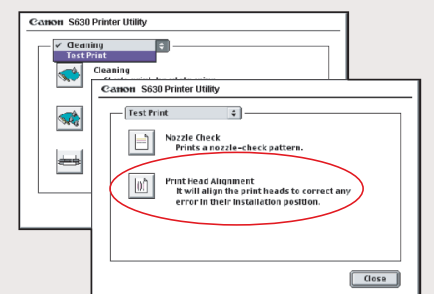 Canon S630 Printer Utility
✓ Cleaning
Test Print
Cleaning
Canon S630 Printer Utility
Test Print
Nozzle Check
Prints a nozzle-check pattern.
Print Head Alignment
It will align the print heads to correct any
error in their installation position.
Close